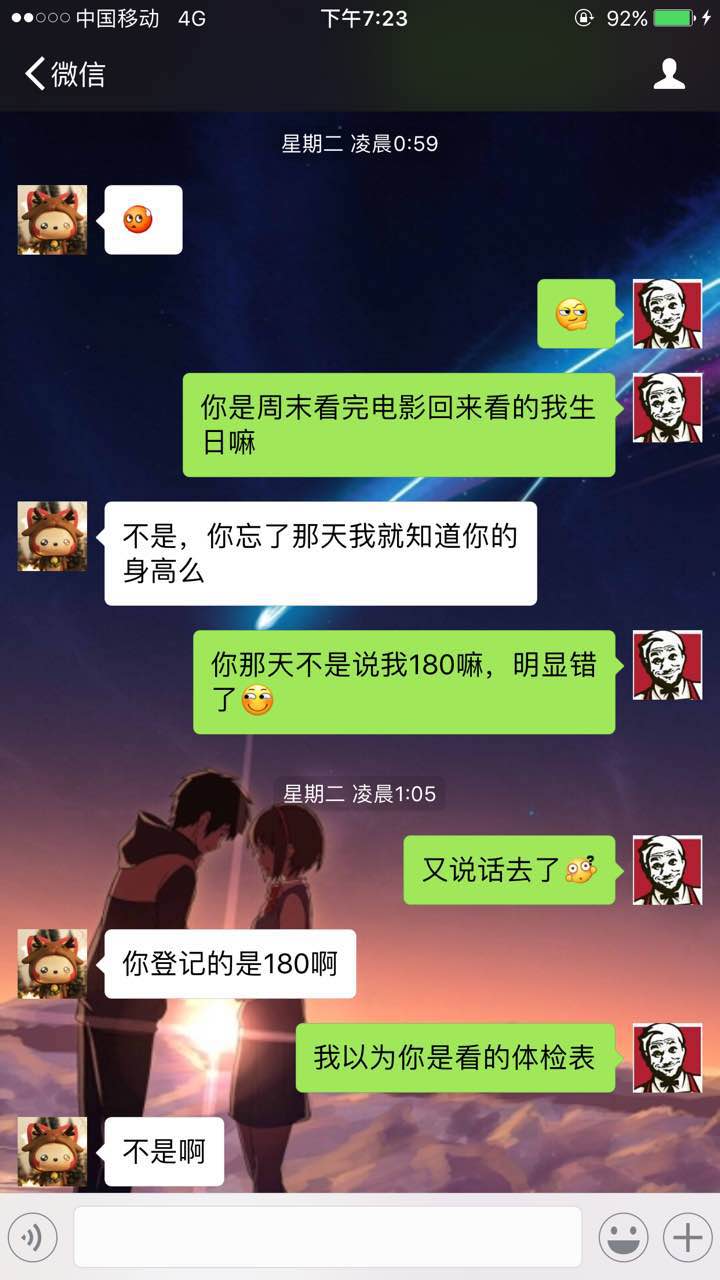 中国移动 4G 下午7:23 92%
微信
星期二 凌晨0:59
你是周末看完电影回来看的我生
日嘛
不是，你忘了那天我就知道你的
身高么
你那天不是说我180嘛，明显错
了
星期二 凌晨1:05
又说话去了
你登记的是180啊
我以为你是看的体检表
不是啊